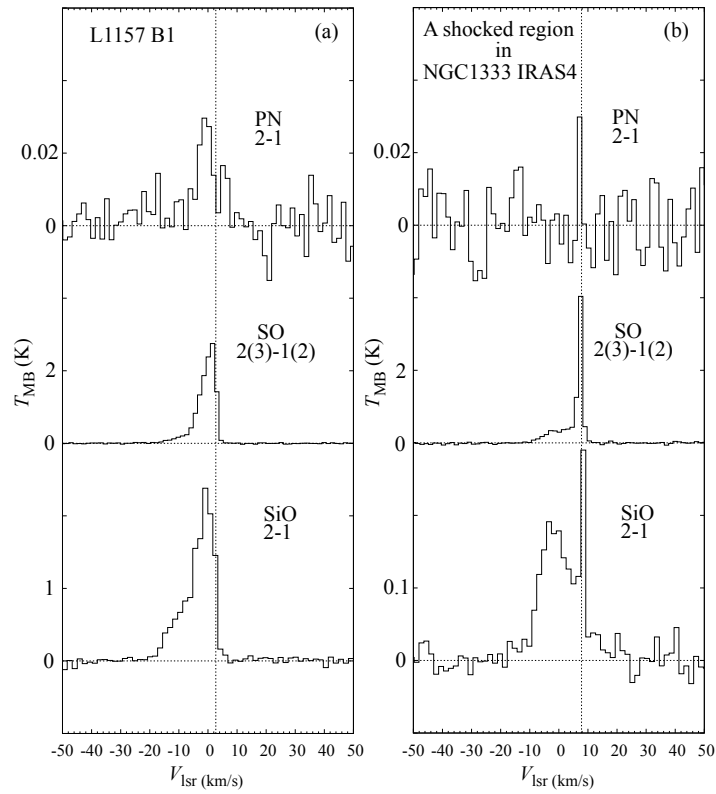 L1157 B1
(a)
PN
2-1
0.02
0
SO
2(3)-1(2)
2
0
T_MB (K)
SiO
2-1
1
0
-50 -40 -30 -20 -10 0 10 20 30 40 50
V_lsr (km/s)
A shocked region
in
NGC1333 IRAS4
(b)
PN
2-1
0.02
0
SO
2(3)-1(2)
2
0
T_MB (K)
SiO
2-1
0.1
0
-50 -40 -30 -20 -10 0 10 20 30 40 50
V_lsr (km/s)